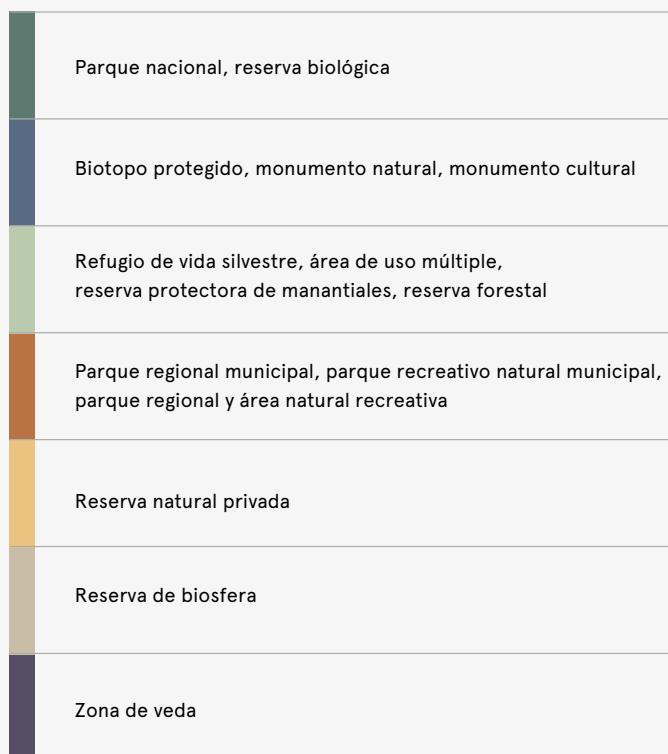 Parque nacional, reserva biológica
Biotopo protegido, monumento natural, monumento cultural
Refugio de vida silvestre, área de uso múltiple,
reserva protectora de manantiales, reserva forestal
Parque regional municipal, parque recreativo natural municipal,
parque regional y área natural recreativa
Reserva natural privada
Reserva de biosfera
Zona de veda